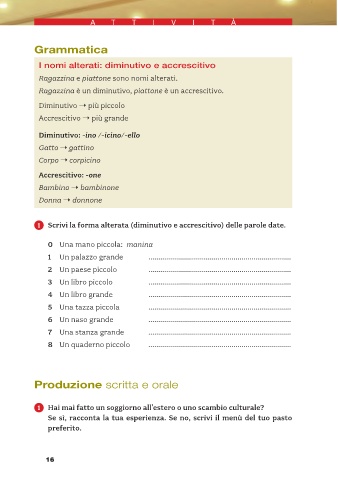 ATTIVITÀ
Grammatica
I nomi alterati: diminutivo e accrescitivo
Ragazzina e piattone sono nomi alterati.
Ragazzina è un diminutivo, piattone è un accrescitivo.
Diminutivo → più piccolo
Accrescitivo → più grande
Diminutivo: -ino /-icino/-ello
Gatto → gattino
Corpo → corpicino
Accrescitivo: -one
Bambino → bambinone
Donna → donnone
1 Scrivi la forma alterata (diminutivo e accrescitivo) delle parole date.
0 Una mano piccola: manina
1 Un palazzo grande ..........
2 Un paese piccolo ..........
3 Un libro piccolo ..........
4 Un libro grande ..........
5 Una tazza piccola ..........
6 Un naso grande ..........
7 Una stanza grande ..........
8 Un quaderno piccolo ..........
Produzione scritta e orale
1 Hai mai fatto un soggiorno all'estero o uno scambio culturale?
Se sì, racconta la tua esperienza. Se no, scrivi il menù del tuo pasto
preferito.
16